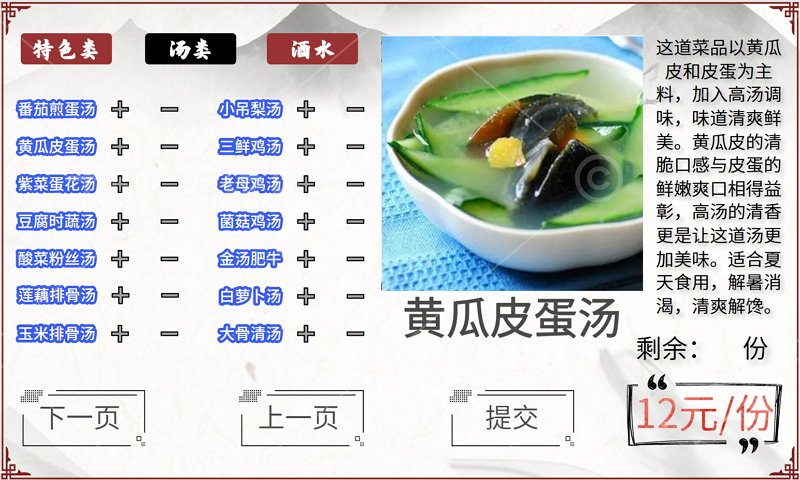 特色类
汤类
酒水
番茄煎蛋汤
小吊梨汤
黄瓜皮蛋汤
三鲜鸡汤
紫菜蛋花汤
老母鸡汤
豆腐时蔬汤
菌菇鸡汤
酸菜粉丝汤
金汤肥牛
莲藕排骨汤
白萝卜汤
玉米排骨汤
大骨清汤
黄瓜皮蛋汤
这道菜品以黄瓜
皮和皮蛋为主
料，加入高汤调
味，味道清爽鲜
美。黄瓜皮的清
脆口感与皮蛋的
鲜嫩爽口相得益
彰，高汤的清香
更是让这道汤更
加美味。适合夏
天食用，解暑消
渴，清爽解馋。
剩余： 份
12元/份
下一页
上一页
提交